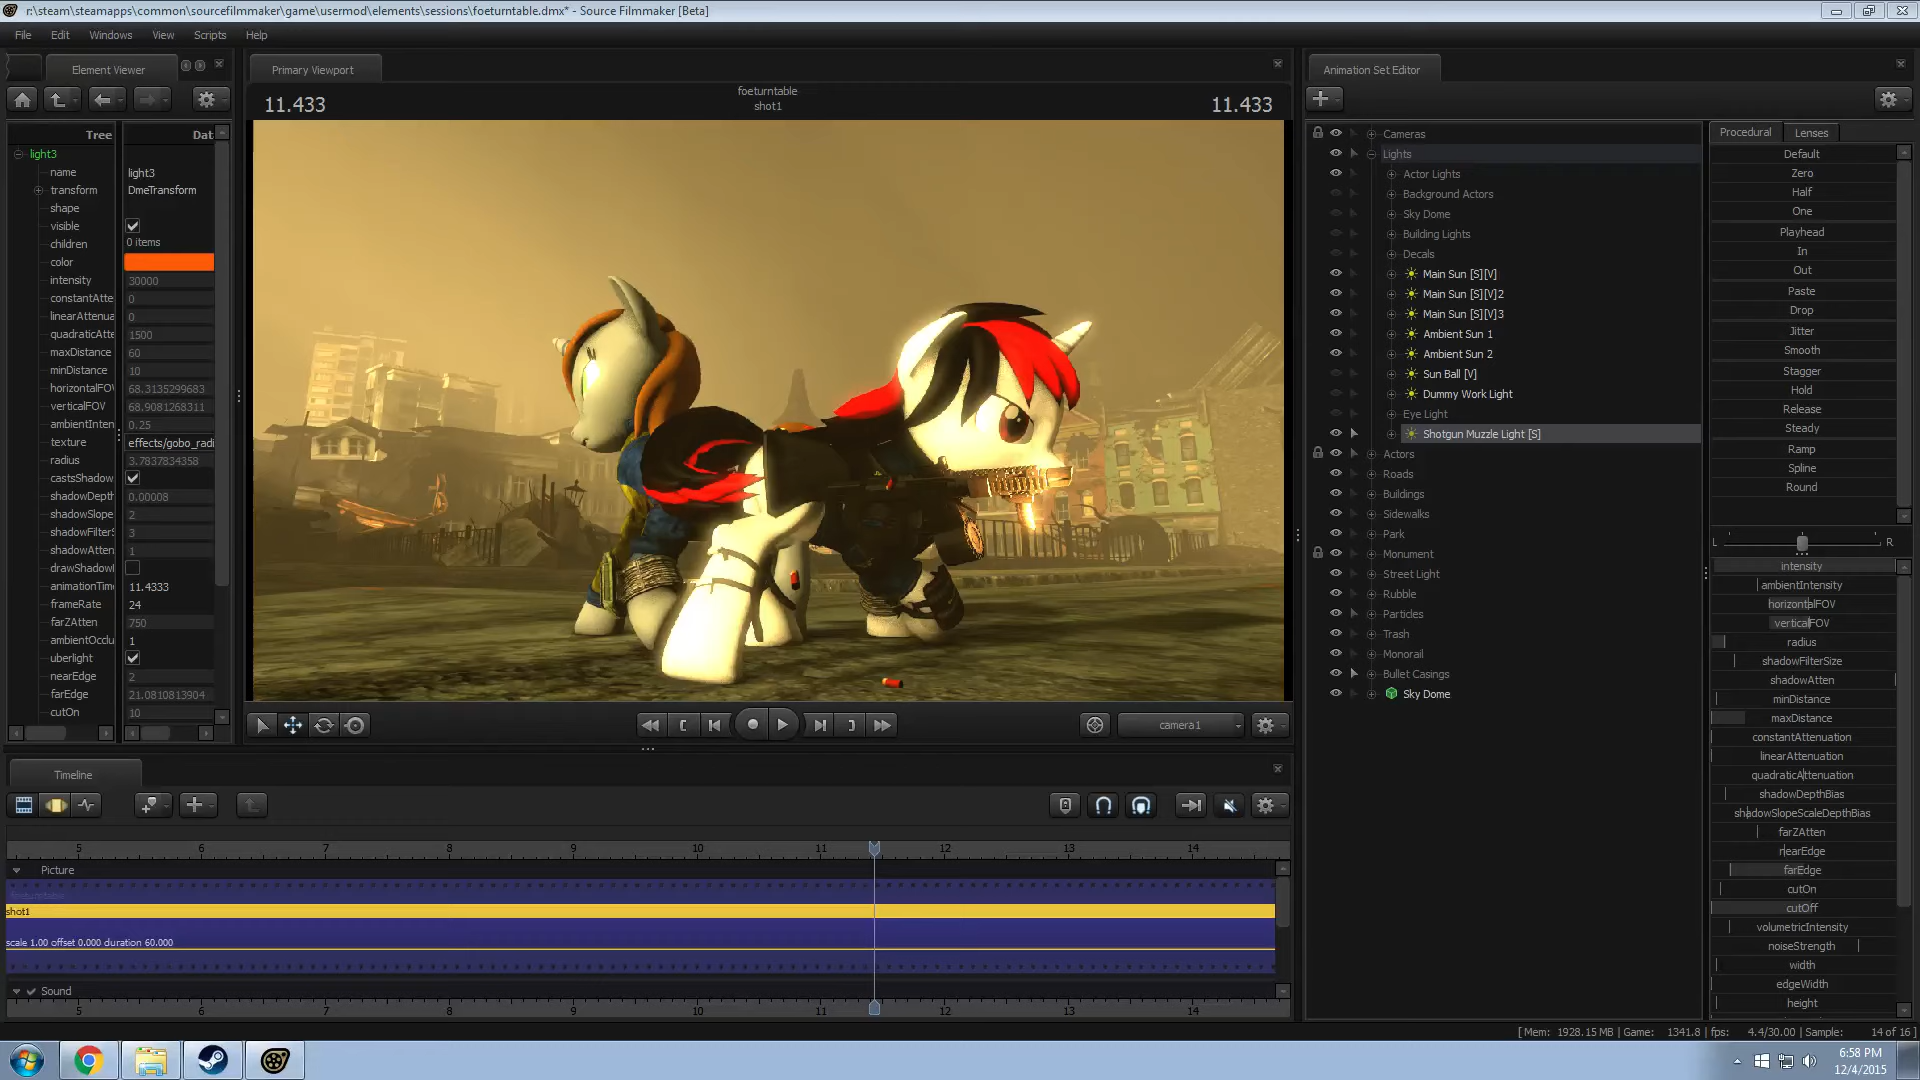 r:\steam\steamapps\common\sourcefilmmaker\game\usermod\elements\sessions\foeturntable.dmx* - Source Filmmaker [Beta]
File Edit Windows View Scripts Help
Element Viewer
Tree Dat
light3
name light3
transform DmeTransform
shape
visible
children 0 items
color
intensity 30000
constantAtte 0
linearAttenua 0
quadraticAtte 1500
maxDistance 60
minDistance 10
horizontalFO 68.3135299683
verticalFOV 68.9081268311
ambientInten 0.25
texture effects/gobo_radi
radius 3.7837834358
castsShadow
shadowDepth 0.00008
shadowSlope 2
shadowFilterS 3
shadowAtten 1
drawShadow
animationTime 11.4333
frameRate 24
farZAtten 750
ambientOcclu 1
uberlight
nearEdge 2
farEdge 21.0810813904
cutOn 10
Primary Viewport
11.433
foeturntable
shot1
11.433
camera1
Animation Set Editor
Cameras
Lights
Actor Lights
Background Actors
Sky Dome
Building Lights
Decals
Main Sun [S][V]
Main Sun [S][V]2
Main Sun [S][V]3
Ambient Sun 1
Ambient Sun 2
Sun Ball [V]
Dummy Work Light
Eye Light
Shotgun Muzzle Light [S]
Actors
Roads
Buildings
Sidewalks
Park
Monument
Street Light
Rubble
Particles
Trash
Monorail
Bullet Casings
Sky Dome
Procedural Lenses
Default
Zero
Half
One
Playhead
In
Out
Paste
Drop
Jitter
Smooth
Stagger
Hold
Release
Steady
Ramp
Spline
Round
L R
intensity
ambientIntensity
horizontalFOV
verticalFOV
radius
shadowFilterSize
shadowAtten
minDistance
maxDistance
constantAttenuation
linearAttenuation
quadraticAttenuation
shadowDepthBias
shadowSlopeScaleDepthBias
farZAtten
nearEdge
farEdge
cutOn
cutOff
volumetricIntensity
noiseStrength
width
edgeWidth
height
Timeline
5 6 7 8 9 10 11 12 13 14
Picture
shot1
scale 1.00 offset 0.000 duration 60.000
Sound
5 6 7 8 9 10 11 12 13 14
[ Mem: 1928.15 MB | Game: 1341.8 | fps: 4.4/30.00 | Sample: 14 of 16 ]
6:58 PM
12/4/2015